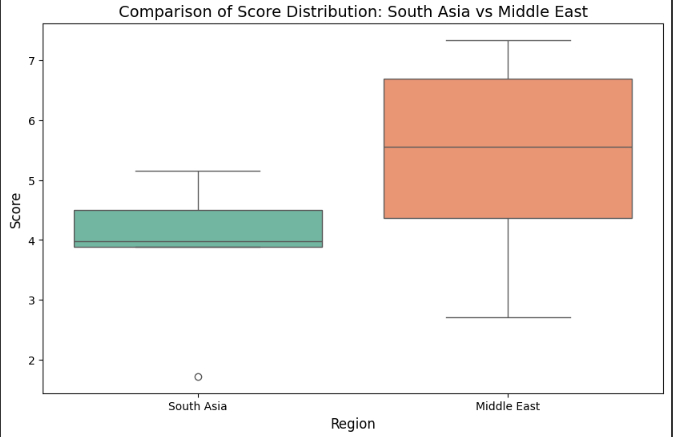 Comparison of Score Distribution: South Asia vs Middle East
7
6
5
4
3
2
Score
South Asia
Middle East
Region